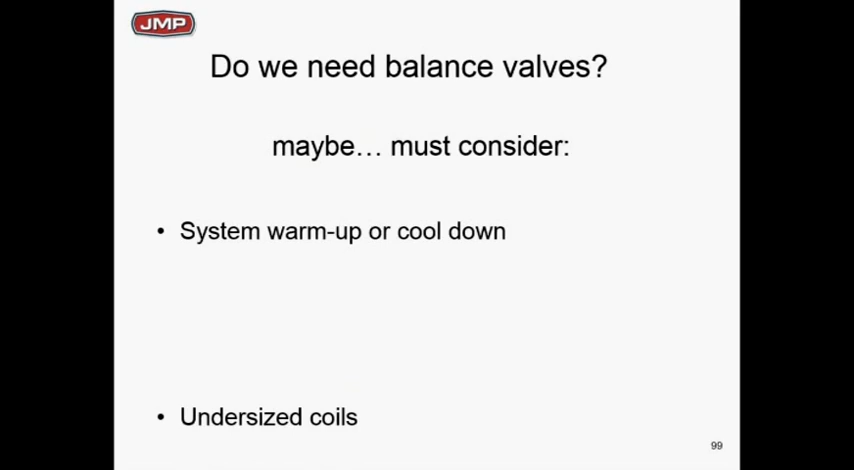 JMP
Do we need balance valves?
maybe... must consider:
• System warm-up or cool down
• Undersized coils
99